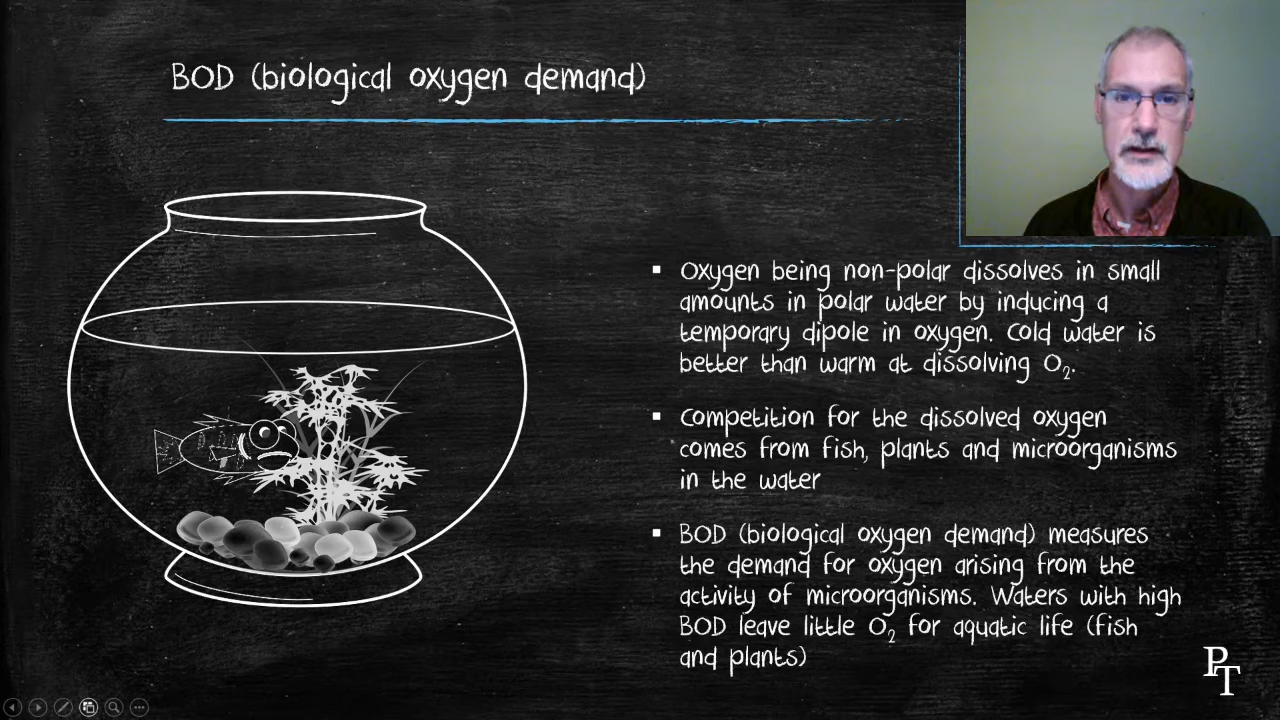 BOD (biological oxygen demand)
▪ Oxygen being non-polar dissolves in small
amounts in polar water by inducing a
temporary dipole in oxygen. Cold water is
better than warm at dissolving O₂.
▪ Competition for the dissolved oxygen
comes from fish, plants and microorganisms
in the water
▪ BOD (biological oxygen demand) measures
the demand for oxygen arising from the
activity of microorganisms. Waters with high
BOD leave little O₂ for aquatic life (fish
and plants)
PT